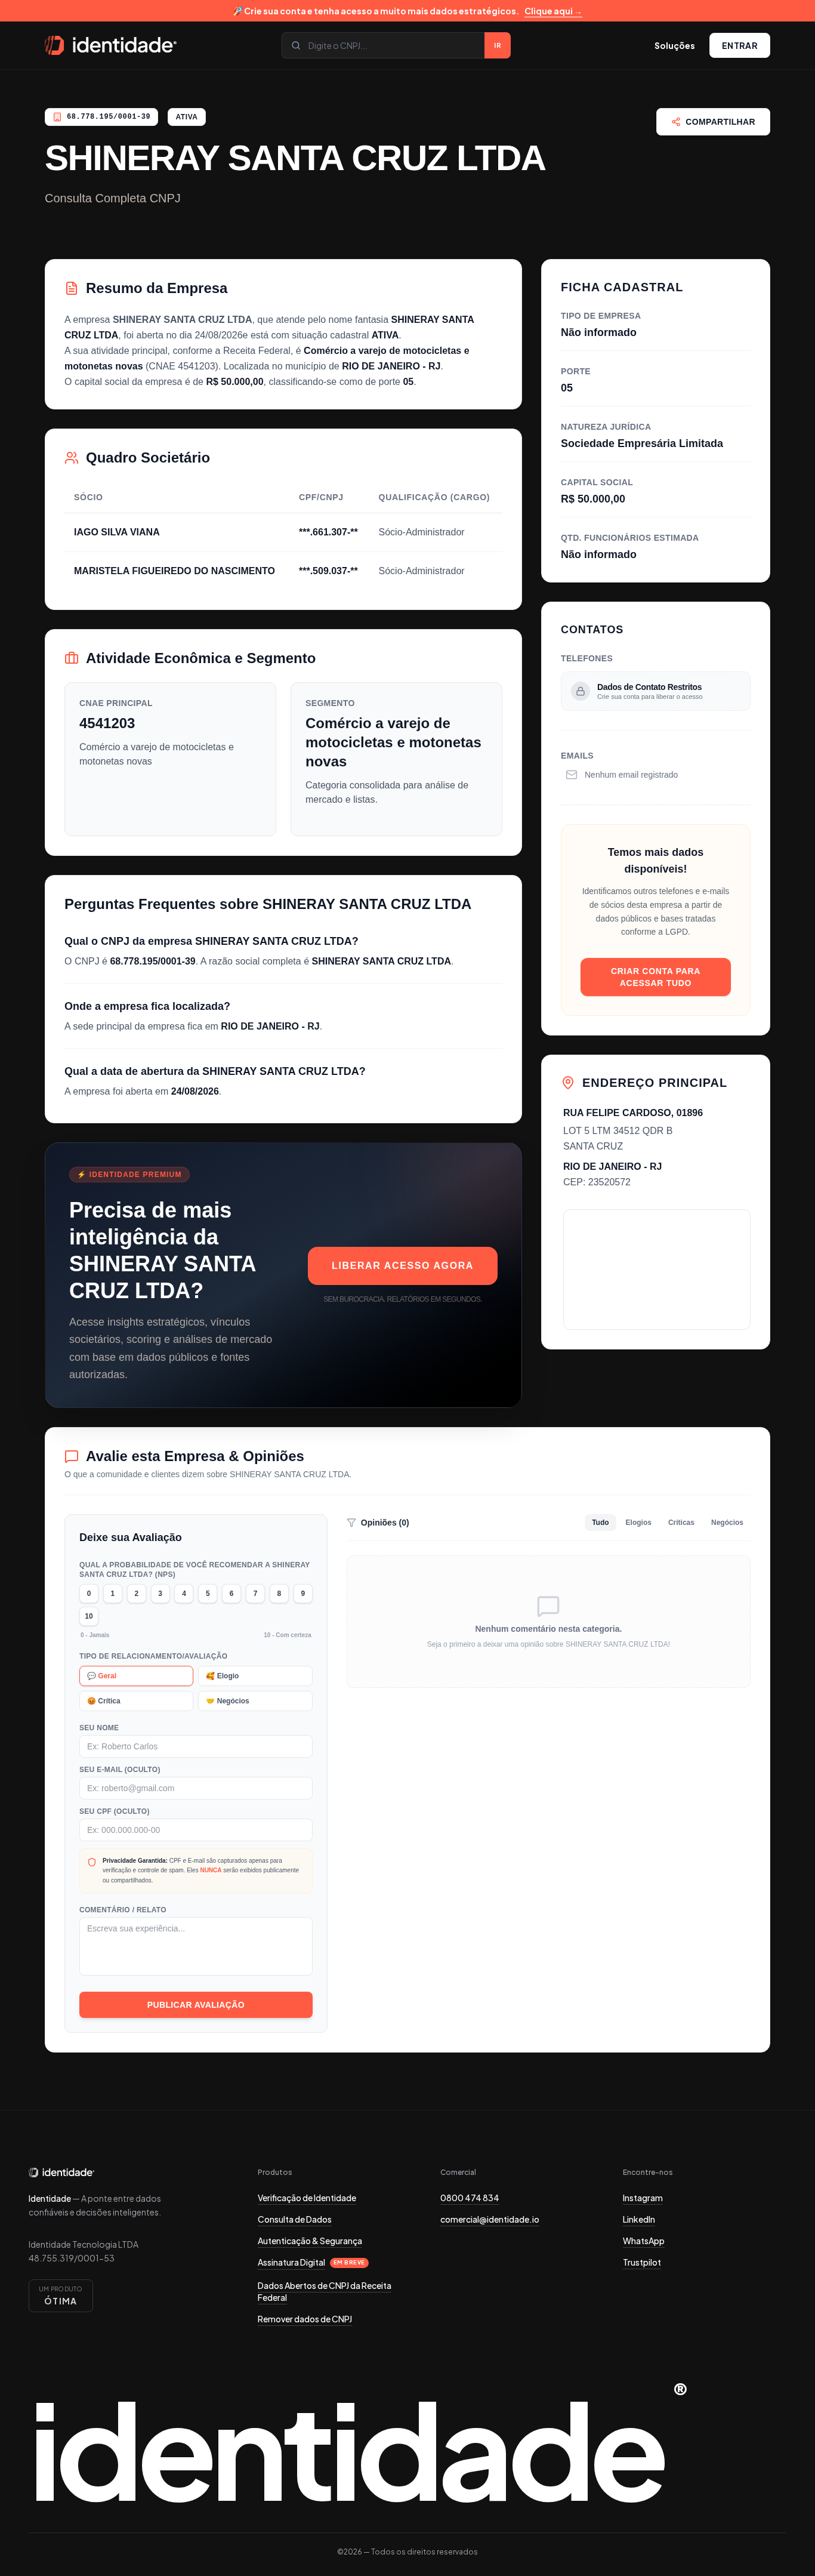 🔎 Crie sua conta e tenha acesso a muito mais dados estratégicos. Clique aqui →
identidade®
Digite o CNPJ...
IR
Soluções
ENTRAR
68.778.195/0001-39
ATIVA
COMPARTILHAR
SHINERAY SANTA CRUZ LTDA
Consulta Completa CNPJ
Resumo da Empresa
A empresa SHINERAY SANTA CRUZ LTDA, que atende pelo nome fantasia SHINERAY SANTA
CRUZ LTDA, foi aberta no dia 24/08/2026e está com situação cadastral ATIVA.
A sua atividade principal, conforme a Receita Federal, é Comércio a varejo de motocicletas e
motonetas novas (CNAE 4541203). Localizada no município de RIO DE JANEIRO - RJ.
O capital social da empresa é de R$ 50.000,00, classificando-se como de porte 05.
Quadro Societário
SÓCIO CPF/CNPJ QUALIFICAÇÃO (CARGO)
IAGO SILVA VIANA ***.661.307-** Sócio-Administrador
MARISTELA FIGUEIREDO DO NASCIMENTO ***.509.037-** Sócio-Administrador
Atividade Econômica e Segmento
CNAE PRINCIPAL
4541203
Comércio a varejo de motocicletas e
motonetas novas
SEGMENTO
Comércio a varejo de
motocicletas e motonetas
novas
Categoria consolidada para análise de
mercado e listas.
Perguntas Frequentes sobre SHINERAY SANTA CRUZ LTDA
Qual o CNPJ da empresa SHINERAY SANTA CRUZ LTDA?
O CNPJ é 68.778.195/0001-39. A razão social completa é SHINERAY SANTA CRUZ LTDA.
Onde a empresa fica localizada?
A sede principal da empresa fica em RIO DE JANEIRO - RJ.
Qual a data de abertura da SHINERAY SANTA CRUZ LTDA?
A empresa foi aberta em 24/08/2026.
⚡ IDENTIDADE PREMIUM
Precisa de mais
inteligência da
SHINERAY SANTA
CRUZ LTDA?
Acesse insights estratégicos, vínculos
societários, scoring e análises de mercado
com base em dados públicos e fontes
autorizadas.
LIBERAR ACESSO AGORA
SEM BUROCRACIA. RELATÓRIOS EM SEGUNDOS.
FICHA CADASTRAL
TIPO DE EMPRESA
Não informado
PORTE
05
NATUREZA JURÍDICA
Sociedade Empresária Limitada
CAPITAL SOCIAL
R$ 50.000,00
QTD. FUNCIONÁRIOS ESTIMADA
Não informado
CONTATOS
TELEFONES
Dados de Contato Restritos
Crie sua conta para liberar o acesso
EMAILS
Nenhum email registrado
Temos mais dados
disponíveis!
Identificamos outros telefones e e-mails
de sócios desta empresa a partir de
dados públicos e bases tratadas
conforme a LGPD.
CRIAR CONTA PARA
ACESSAR TUDO
ENDEREÇO PRINCIPAL
RUA FELIPE CARDOSO, 01896
LOT 5 LTM 34512 QDR B
SANTA CRUZ
RIO DE JANEIRO - RJ
CEP: 23520572
Avalie esta Empresa & Opiniões
O que a comunidade e clientes dizem sobre SHINERAY SANTA CRUZ LTDA.
Deixe sua Avaliação
QUAL A PROBABILIDADE DE VOCÊ RECOMENDAR A SHINERAY
SANTA CRUZ LTDA? (NPS)
0 1 2 3 4 5 6 7 8 9
10
0 - Jamais 10 - Com certeza
TIPO DE RELACIONAMENTO/AVALIAÇÃO
💬 Geral 🥰 Elogio
😡 Crítica 🤝 Negócios
SEU NOME
Ex: Roberto Carlos
SEU E-MAIL (OCULTO)
Ex: roberto@gmail.com
SEU CPF (OCULTO)
Ex: 000.000.000-00
Privacidade Garantida: CPF e E-mail são capturados apenas para
verificação e controle de spam. Eles NUNCA serão exibidos publicamente
ou compartilhados.
COMENTÁRIO / RELATO
Escreva sua experiência...
PUBLICAR AVALIAÇÃO
Opiniões (0)
Tudo Elogios Críticas Negócios
Nenhum comentário nesta categoria.
Seja o primeiro a deixar uma opinião sobre SHINERAY SANTA CRUZ LTDA!
identidade®
Identidade — A ponte entre dados
confiáveis e decisões inteligentes.
Identidade Tecnologia LTDA
48.755.319/0001-53
UM PRODUTO
ÓTIMA
Produtos
Verificação de Identidade
Consulta de Dados
Autenticação & Segurança
Assinatura Digital EM BREVE
Dados Abertos de CNPJ da Receita
Federal
Remover dados de CNPJ
Comercial
0800 474 834
comercial@identidade.io
Encontre-nos
Instagram
LinkedIn
WhatsApp
Trustpilot
identidade®
©2026 — Todos os direitos reservados